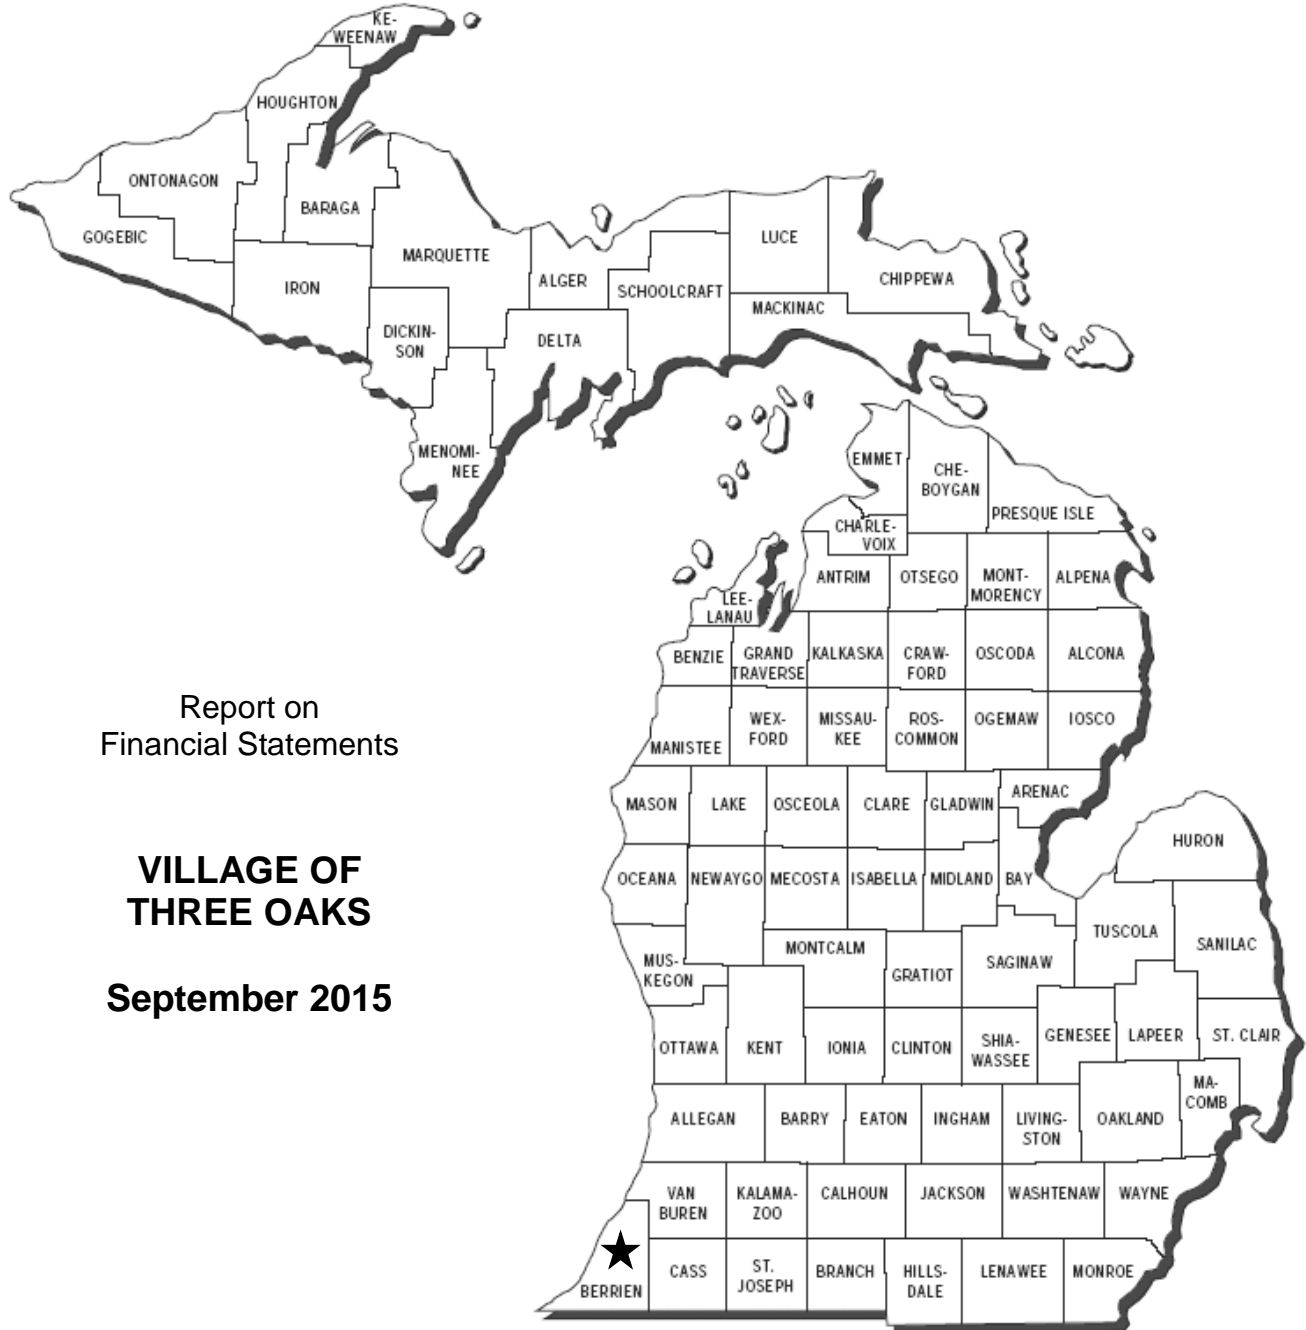 KE-
WEENAW
HOUGHTON
ONTONAGON
BARAGA
GOGEBIC
MARQUETTE
LUCE
IRON
ALGER
SCHOOLCRAFT
CHIPPEWA
MACKINAC
DICKIN-
SON
DELTA
MENOMI-
NEE
EMMET
CHE-
BOYGAN
PRESQUE ISLE
CHARLE-
VOIX
ANTRIM
OTSEGO
MONT-
MORENCY
ALPENA
LEE-
LANAU
BENZIE
GRAND
TRAVERSE
KALKASKA
CRAW-
FORD
OSCODA
ALCONA
Report on
Financial Statements
MANISTEE
WEX-
FORD
MISSAU-
KEE
ROS-
COMMON
OGEMAW
IOSCO
MASON
LAKE
OSCEOLA
CLARE
GLADWIN
ARENAC
HURON
VILLAGE OF
THREE OAKS
OCEANA
NEWAYGO
MECOSTA
ISABELLA
MIDLAND
BAY
TUSCOLA
SANILAC
September 2015
MUS-
KEGON
MONTCALM
GRATIOT
SAGINAW
OTTAWA
KENT
IONIA
CLINTON
SHIA-
WASSEE
GENESEE
LAPEER
ST. CLAIR
ALLEGAN
BARRY
EATON
INGHAM
LIVING-
STON
OAKLAND
MA-
COMB
VAN
BUREN
KALAMA-
ZOO
CALHOUN
JACKSON
WASHTENAW
WAYNE
BERRIEN
CASS
ST.
JOSEPH
BRANCH
HILLS-
DALE
LENAWEE
MONROE